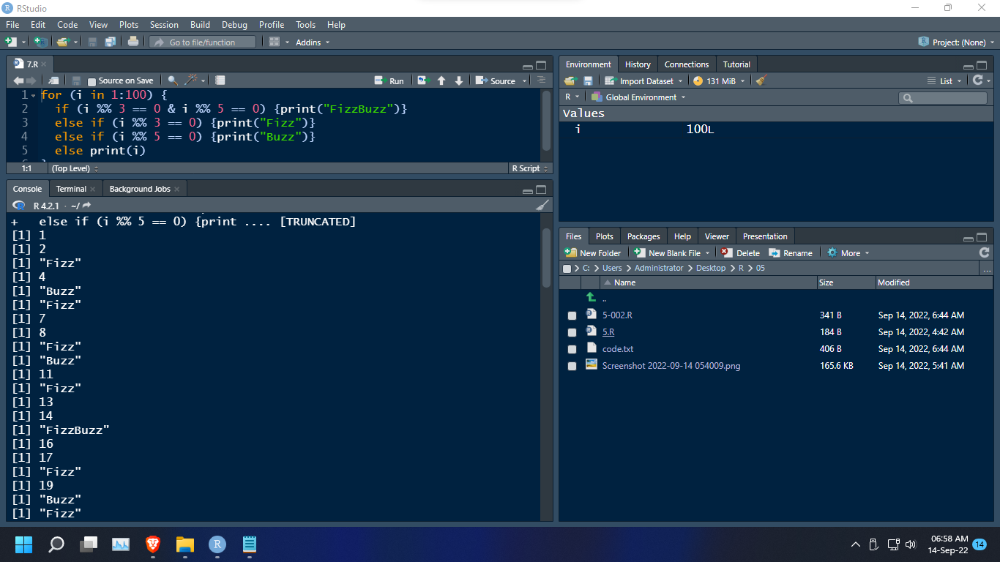 RStudio
File Edit Code View Plots Session Build Debug Profile Tools Help
Go to file/function Addins Project: (None)
7.R
Source on Save Run Source
1 for (i in 1:100) {
2 if (i %% 3 == 0 & i %% 5 == 0) {print("FizzBuzz")}
3 else if (i %% 3 == 0) {print("Fizz")}
4 else if (i %% 5 == 0) {print("Buzz")}
5 else print(i)
1:1 (Top Level) R Script
Console Terminal Background Jobs
R 4.2.1 · ~/
+ else if (i %% 5 == 0) {print .... [TRUNCATED]
[1] 1
[1] 2
[1] "Fizz"
[1] 4
[1] "Buzz"
[1] "Fizz"
[1] 7
[1] 8
[1] "Fizz"
[1] "Buzz"
[1] 11
[1] "Fizz"
[1] 13
[1] 14
[1] "FizzBuzz"
[1] 16
[1] 17
[1] "Fizz"
[1] 19
[1] "Buzz"
[1] "Fizz"
Environment History Connections Tutorial
Import Dataset 131 MiB List
R Global Environment
Values
i 100L
Files Plots Packages Help Viewer Presentation
New Folder New Blank File Delete Rename More
C: Users Administrator Desktop R 05 ...
Name Size Modified
..
5-002.R 341 B Sep 14, 2022, 6:44 AM
5.R 184 B Sep 14, 2022, 4:42 AM
code.txt 406 B Sep 14, 2022, 6:44 AM
Screenshot 2022-09-14 054009.png 165.6 KB Sep 14, 2022, 5:41 AM
06:58 AM
14-Sep-22 14